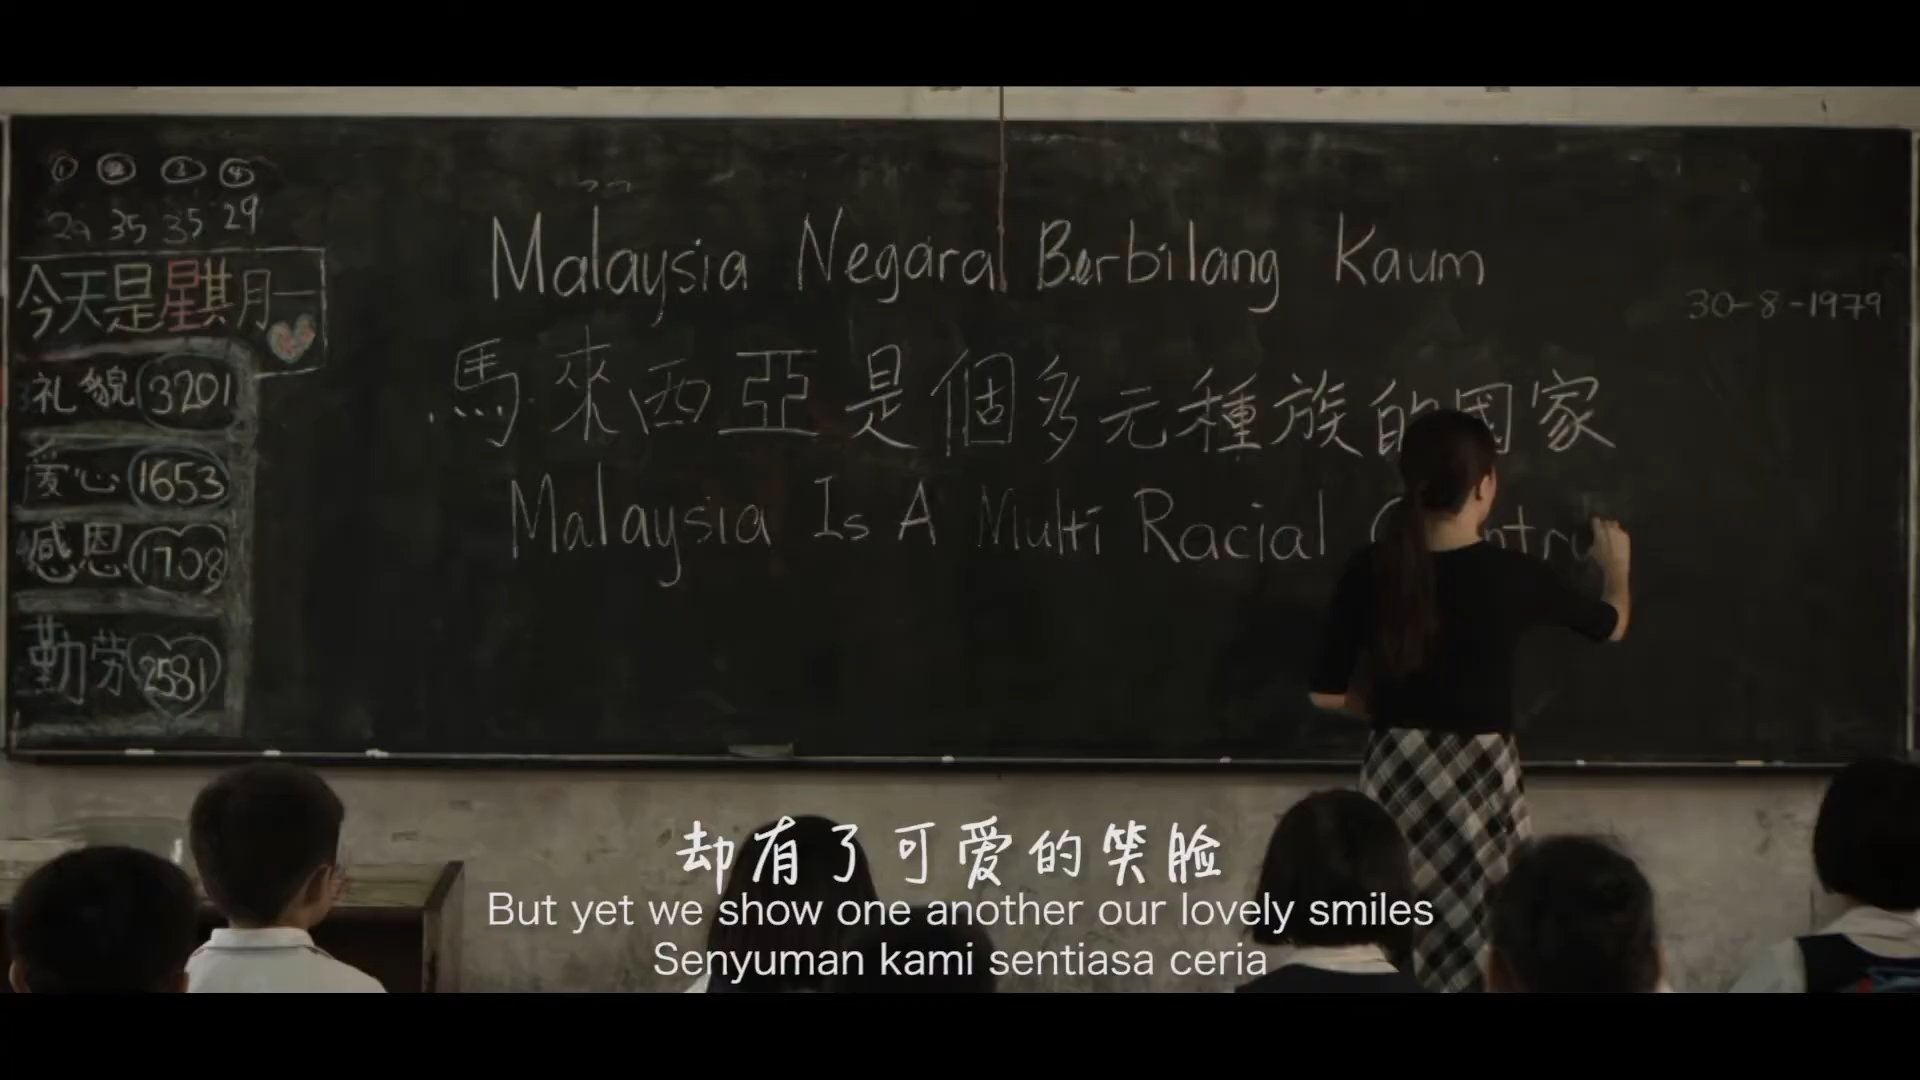 ① ② ③ ④
29 35 35 29
今天是星期一
礼貌 3201
爱心 1653
感恩 1708
勤劳 2581
Malaysia Negara Berbilang Kaum
30-8-1979
馬來西亞是個多元種族的国家
Malaysia Is A Multi Racial
却有了可爱的笑脸
But yet we show one another our lovely smiles
Senyuman kami sentiasa ceria